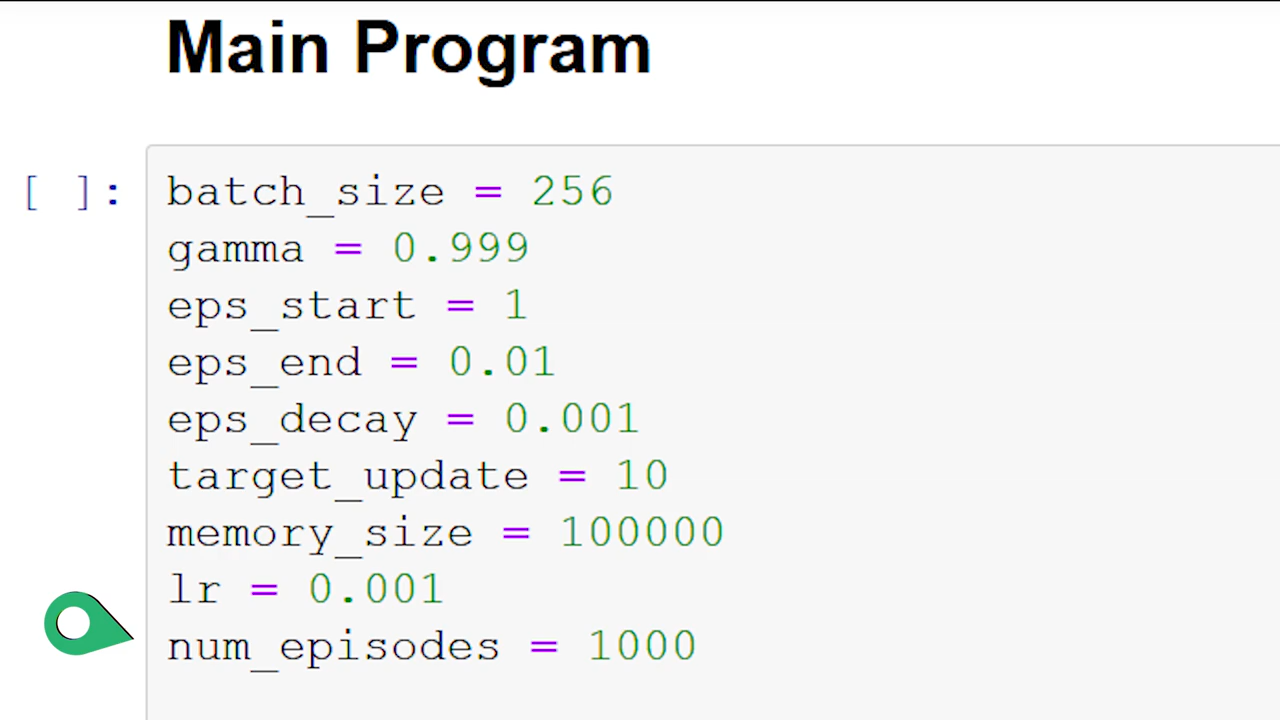 Main Program
[ ]: batch_size = 256
gamma = 0.999
eps_start = 1
eps_end = 0.01
eps_decay = 0.001
target_update = 10
memory_size = 100000
lr = 0.001
num_episodes = 1000